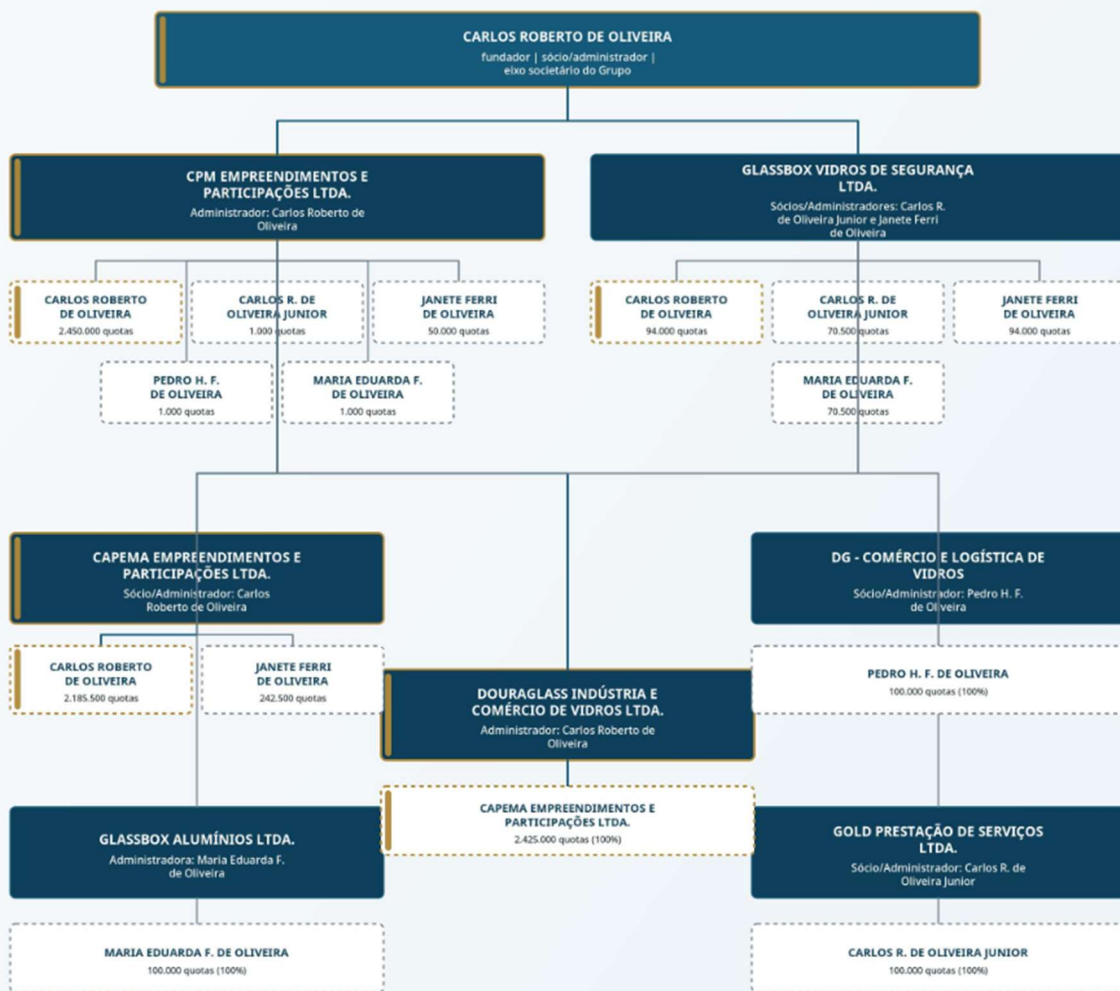 CARLOS ROBERTO DE OLIVEIRA
fundador | sócio/administrador |
eixo societário do Grupo
CPM EMPREENDIMENTOS E
PARTICIPAÇÕES LTDA.
Administrador: Carlos Roberto de
Oliveira
GLASSBOX VIDROS DE SEGURANÇA
LTDA.
Sócios/Administradores: Carlos R.
de Oliveira Junior e Janete Ferri
de Oliveira
CARLOS ROBERTO
DE OLIVEIRA
2.450.000 quotas
CARLOS R. DE
OLIVEIRA JUNIOR
1.000 quotas
JANETE FERRI
DE OLIVEIRA
50.000 quotas
CARLOS ROBERTO
DE OLIVEIRA
94.000 quotas
CARLOS R. DE
OLIVEIRA JUNIOR
70.500 quotas
JANETE FERRI
DE OLIVEIRA
94.000 quotas
PEDRO H. F.
DE OLIVEIRA
1.000 quotas
MARIA EDUARDA F.
DE OLIVEIRA
1.000 quotas
MARIA EDUARDA F.
DE OLIVEIRA
70.500 quotas
CAPEMA EMPREENDIMENTOS E
PARTICIPAÇÕES LTDA.
Sócio/Administrador: Carlos
Roberto de Oliveira
DG - COMÉRCIO E LOGÍSTICA DE
VIDROS
Sócio/Administrador: Pedro H. F.
de Oliveira
CARLOS ROBERTO
DE OLIVEIRA
2.185.500 quotas
JANETE FERRI
DE OLIVEIRA
242.500 quotas
PEDRO H. F. DE OLIVEIRA
100.000 quotas (100%)
DOURAGLASS INDÚSTRIA E
COMÉRCIO DE VIDROS LTDA.
Administrador: Carlos Roberto de
Oliveira
CAPEMA EMPREENDIMENTOS E
PARTICIPAÇÕES LTDA.
2.425.000 quotas (100%)
GLASSBOX ALUMÍNIOS LTDA.
Administradora: Maria Eduarda F.
de Oliveira
GOLD PRESTAÇÃO DE SERVIÇOS
LTDA.
Sócio/Administrador: Carlos R. de
Oliveira Junior
MARIA EDUARDA F. DE OLIVEIRA
100.000 quotas (100%)
CARLOS R. DE OLIVEIRA JUNIOR
100.000 quotas (100%)